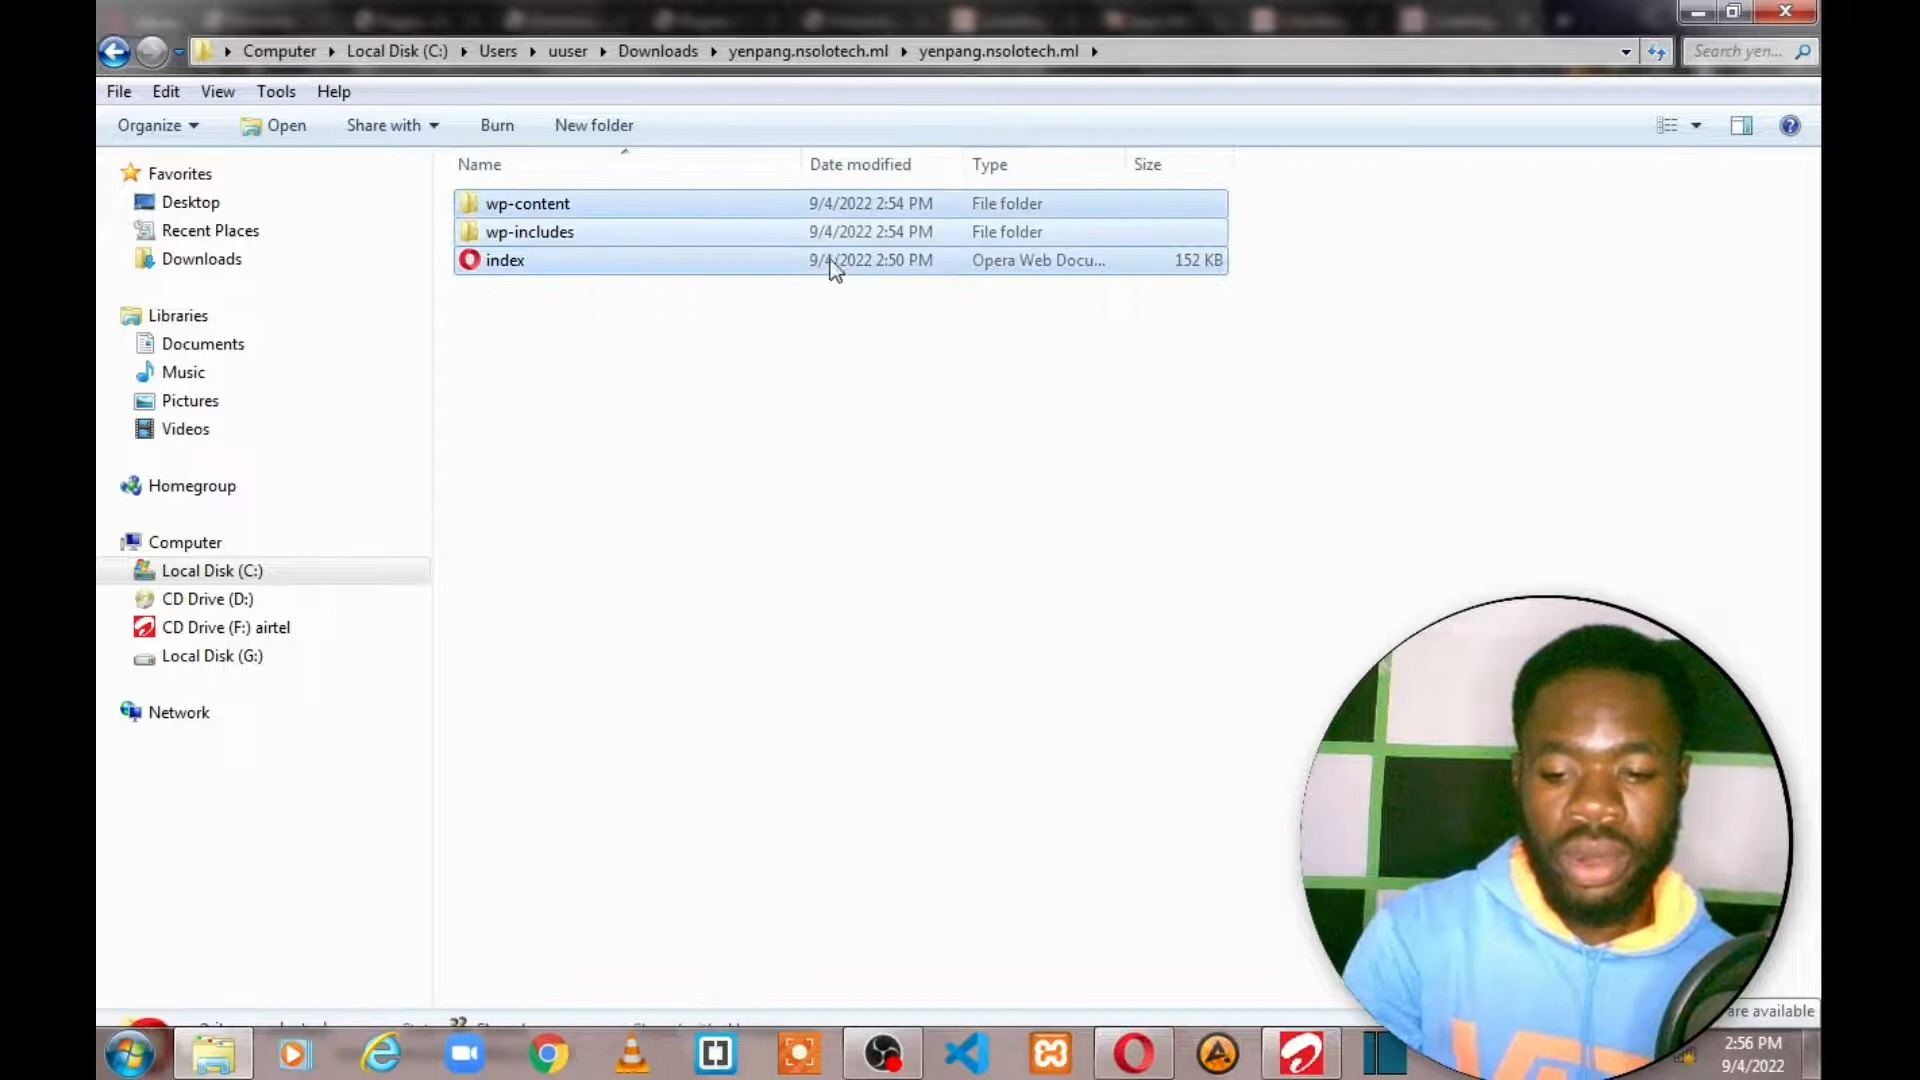 Computer Local Disk (C:) Users uuser Downloads yenpang.nsolotech.ml yenpang.nsolotech.ml Search yen...
File Edit View Tools Help
Organize Open Share with Burn New folder
Name Date modified Type Size
wp-content 9/4/2022 2:54 PM File folder
wp-includes 9/4/2022 2:54 PM File folder
index 9/4/2022 2:50 PM Opera Web Docu... 152 KB
Favorites
Desktop
Recent Places
Downloads
Libraries
Documents
Music
Pictures
Videos
Homegroup
Computer
Local Disk (C:)
CD Drive (D:)
CD Drive (F:) airtel
Local Disk (G:)
Network
are available
2:56 PM
9/4/2022